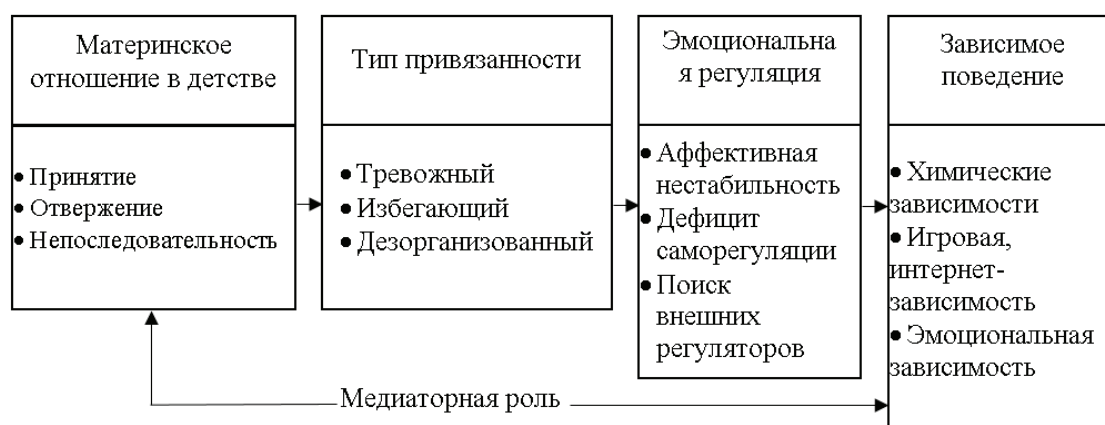 Материнское
отношение в детстве
● Принятие
● Отвержение
● Непоследовательность
Тип привязанности
● Тревожный
● Избегающий
● Дезорганизованный
Эмоциональна
я регуляция
● Аффективная
нестабильность
● Дефицит
саморегуляции
● Поиск
внешних
регуляторов
Зависимое
поведение
● Химические
зависимости
● Игровая,
интернет-
зависимость
● Эмоциональная
зависимость
Медиаторная роль